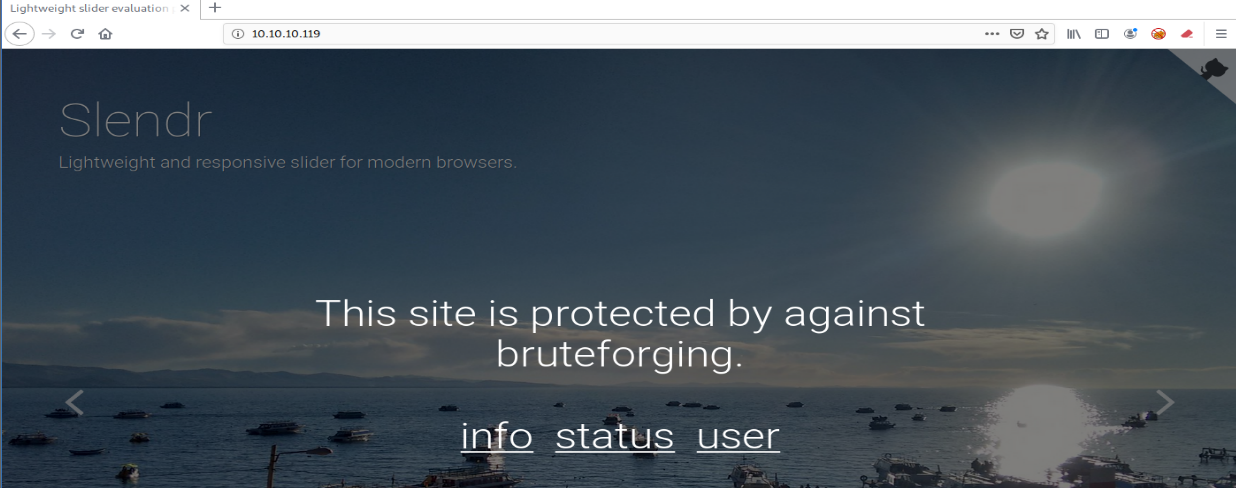 Lightweight slider evaluation
10.10.10.119
Slendr
Lightweight and responsive slider for modern browsers.
This site is protected by against
bruteforging.
info status user